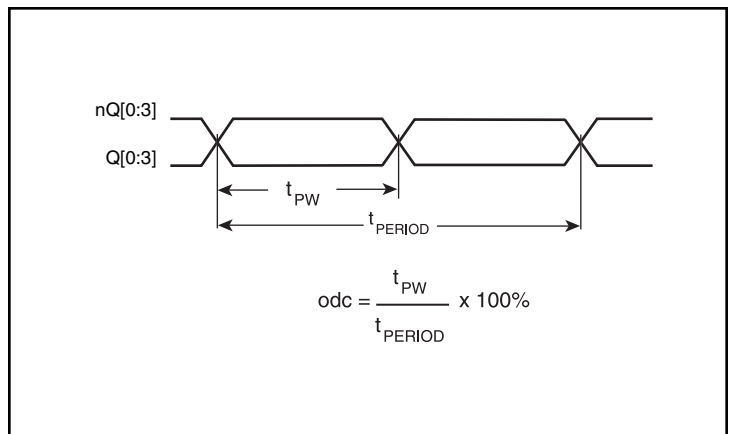 nQ[0:3]
Q[0:3]
tPW
tPERIOD
odc = tPW / tPERIOD x 100%